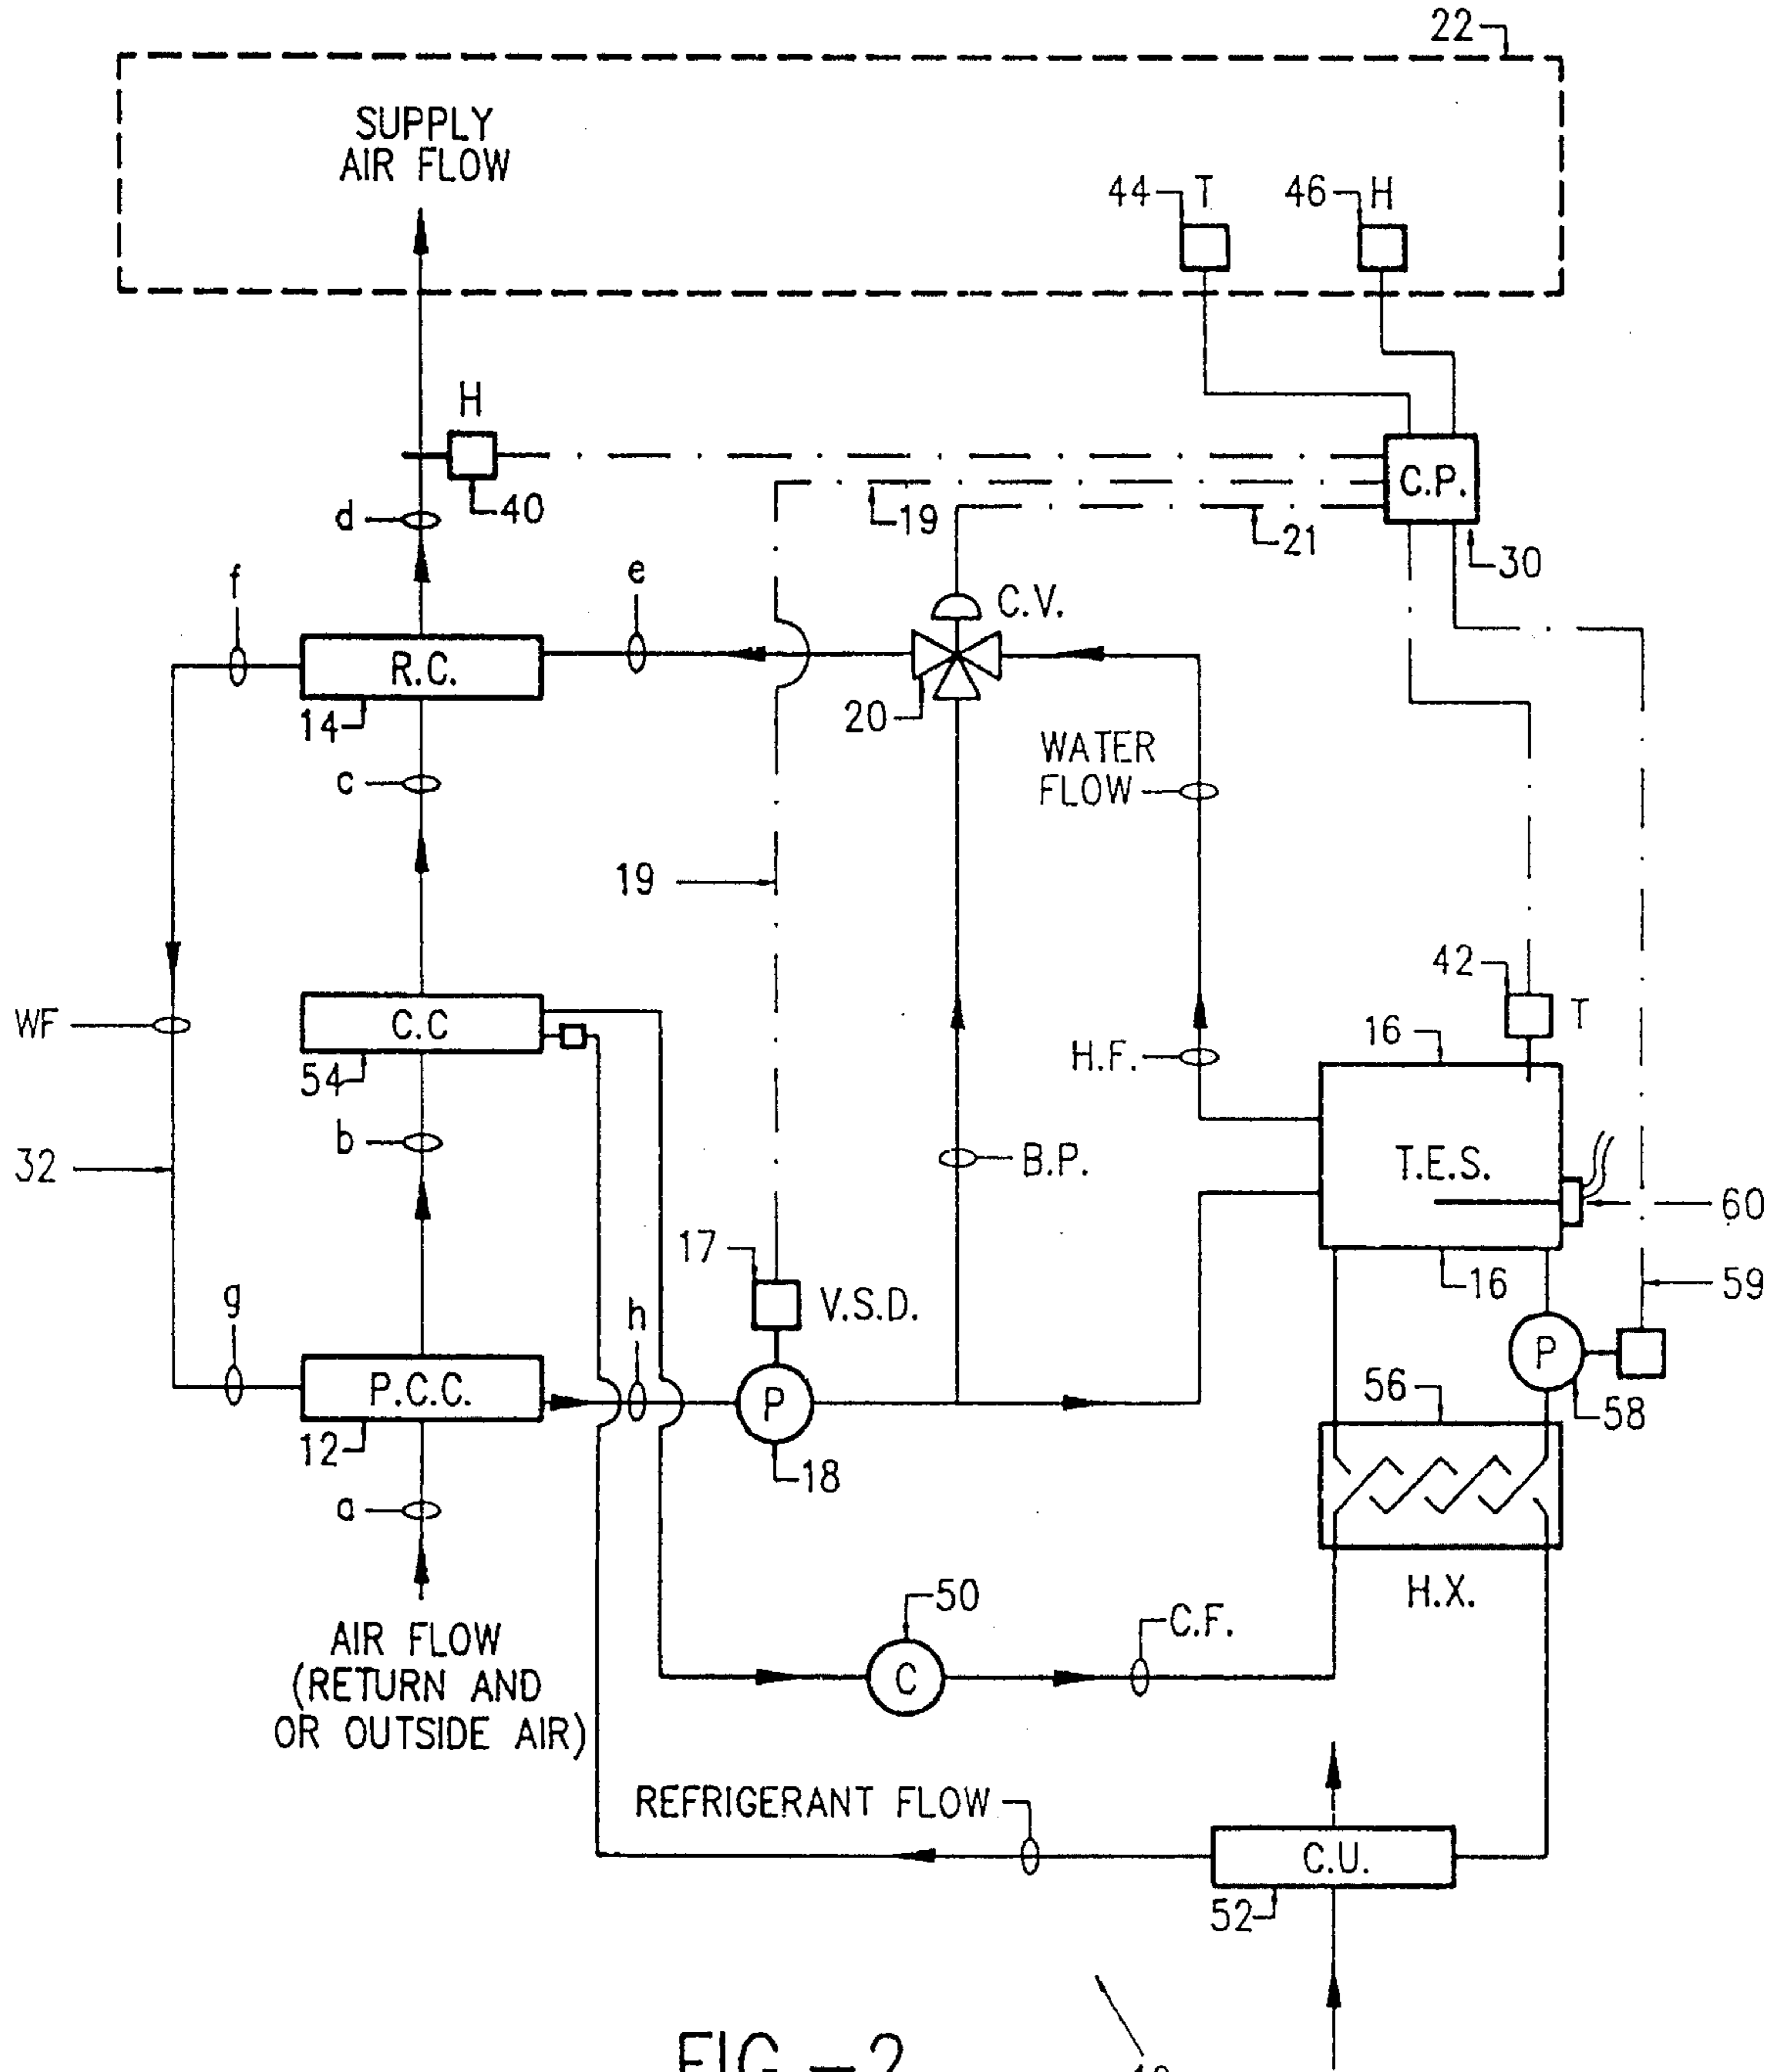 22
SUPPLY
AIR FLOW
44 T
46 H
H
40
C.P.
30
19
21
d
f
e
C.V.
R.C.
14
20
WATER
FLOW
c
19
42
T
WF
C.C
54
16
H.F.
b
B.P.
T.E.S.
32
60
17
V.S.D.
16
59
g
h
P.C.C.
12
P
18
P
58
56
a
H.X.
AIR FLOW
(RETURN AND
OR OUTSIDE AIR)
50
C
C.F.
REFRIGERANT FLOW
C.U.
52
FIG.-2